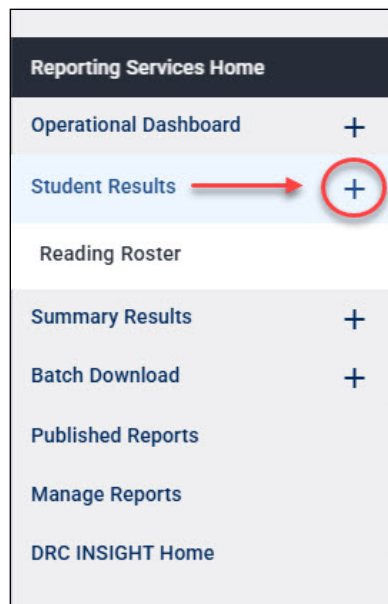 Reporting Services Home
Operational Dashboard +
Student Results +
Reading Roster
Summary Results +
Batch Download +
Published Reports
Manage Reports
DRC INSIGHT Home